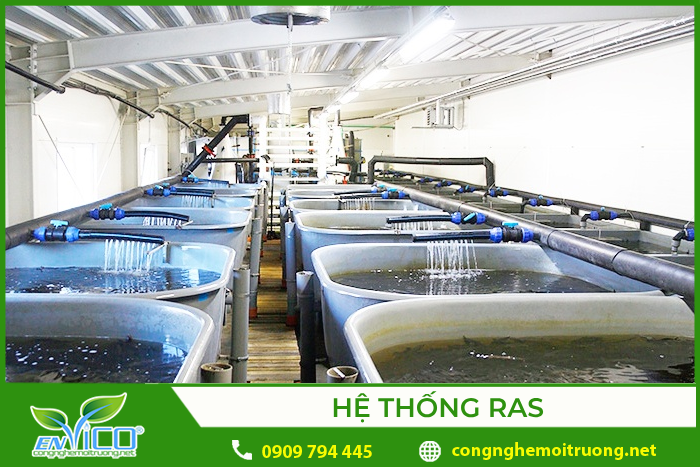 HỆ THỐNG RAS
ENVICO®
congnghemoitruong.net
0909 794 445
congnghemoitruong.net